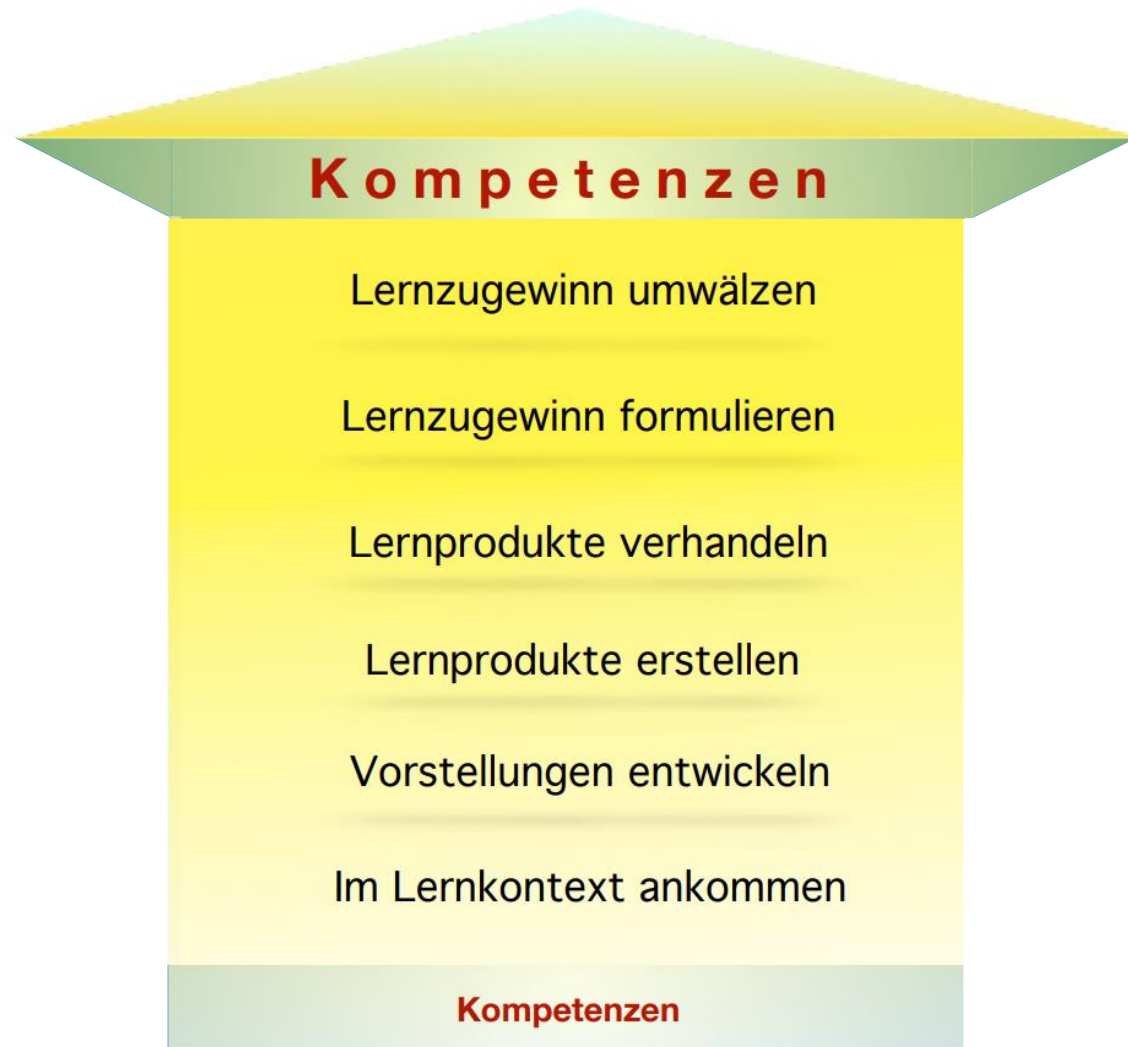 Kompetenzen
Lernzugewinn umwälzen
Lernzugewinn formulieren
Lernprodukte verhandeln
Lernprodukte erstellen
Vorstellungen entwickeln
Im Lernkontext ankommen
Kompetenzen